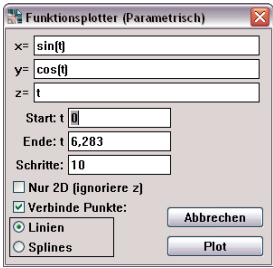 Funktionsplotter (Parametrisch)
x= sin(t)
y= cos(t)
z= t
Start: t 0
Ende: t 6,283
Schritte: 10
Nur 2D (ignoriere z)
Verbinde Punkte:
Linien
Splines
Abbrechen
Plot